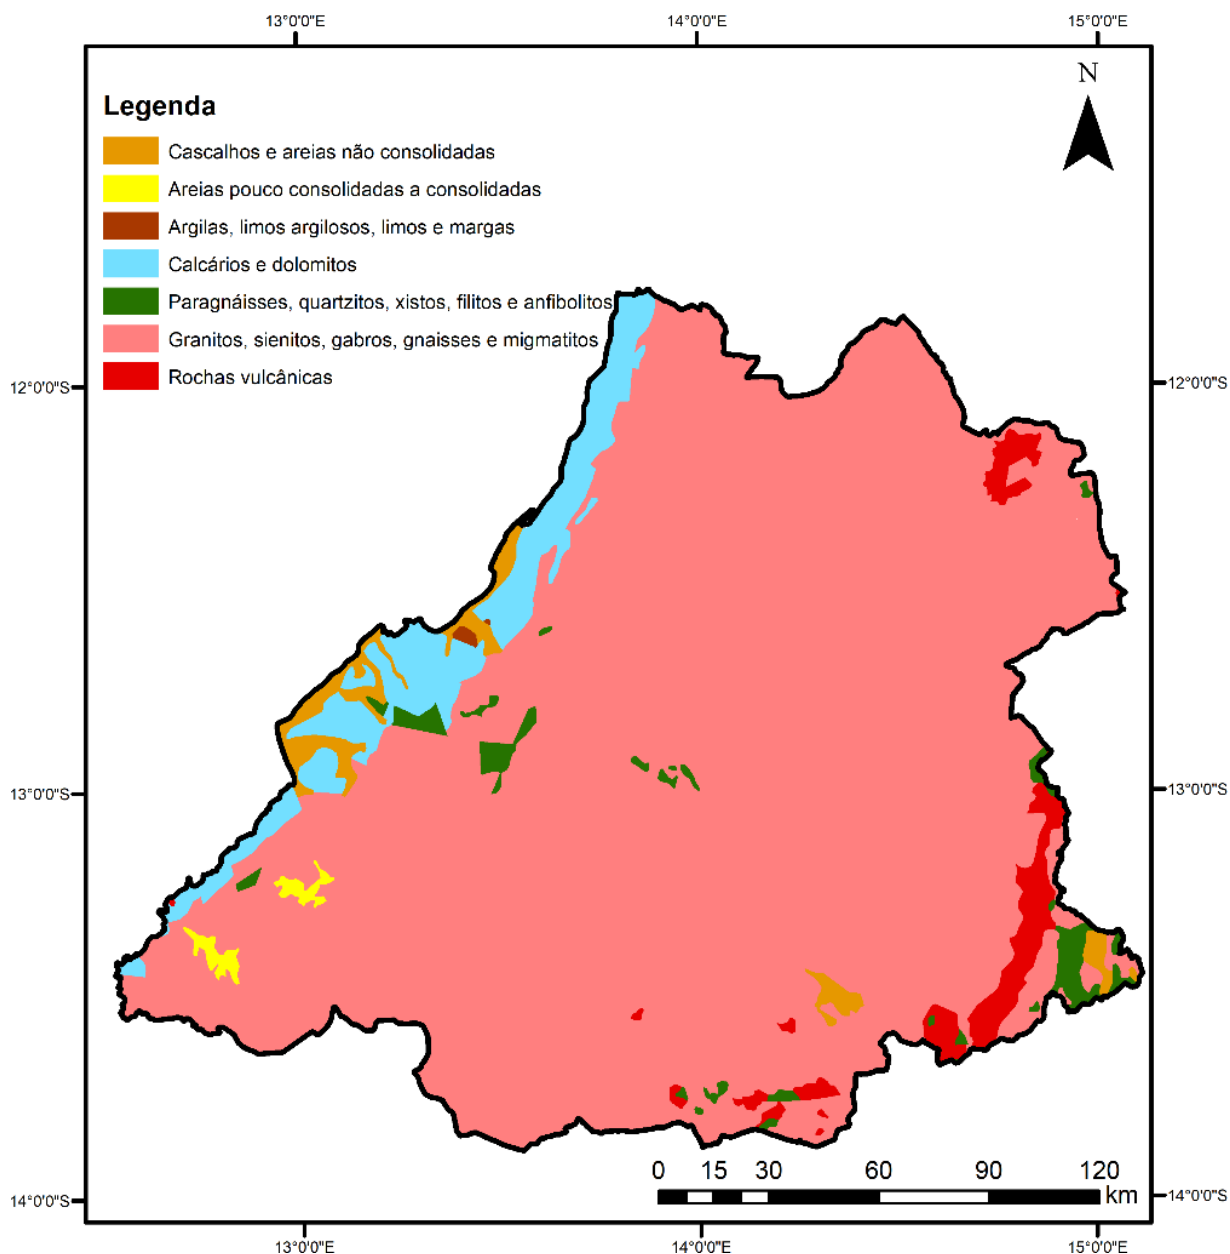 13°0'0"E 14°0'0"E 15°0'0"E
N
Legenda
Cascalhos e areias não consolidadas
Areias pouco consolidadas a consolidadas
Argilas, limos argilosos, limos e margas
Calcários e dolomitos
Paragnáisses, quartzitos, xistos, filitos e anfibolitos
Granitos, sienitos, gabros, gnaisses e migmatitos
Rochas vulcânicas
12°0'0"S 12°0'0"S
13°0'0"S 13°0'0"S
0 15 30 60 90 120
km
14°0'0"S 14°0'0"S
13°0'0"E 14°0'0"E 15°0'0"E